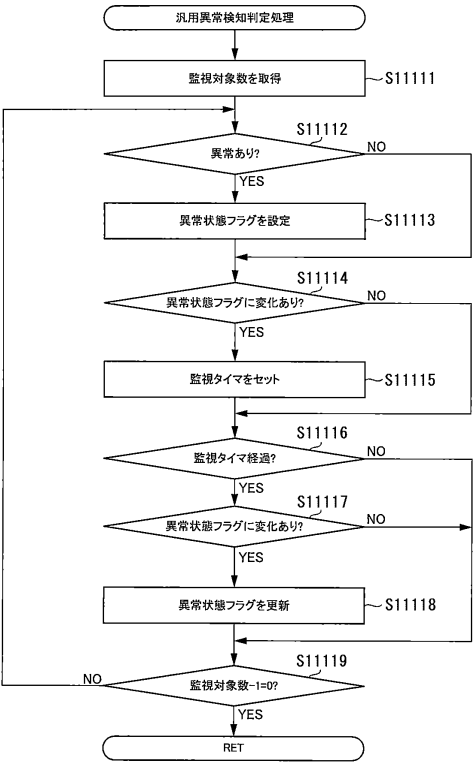 汎用異常検知判定処理
監視対象数を取得
S11111
異常あり?
S11112
NO
YES
異常状態フラグを設定
S11113
異常状態フラグに変化あり?
S11114
NO
YES
監視タイマをセット
S11115
監視タイマ経過?
S11116
NO
YES
異常状態フラグに変化あり?
S11117
NO
YES
異常状態フラグを更新
S11118
監視対象数-1=0?
S11119
NO
YES
RET